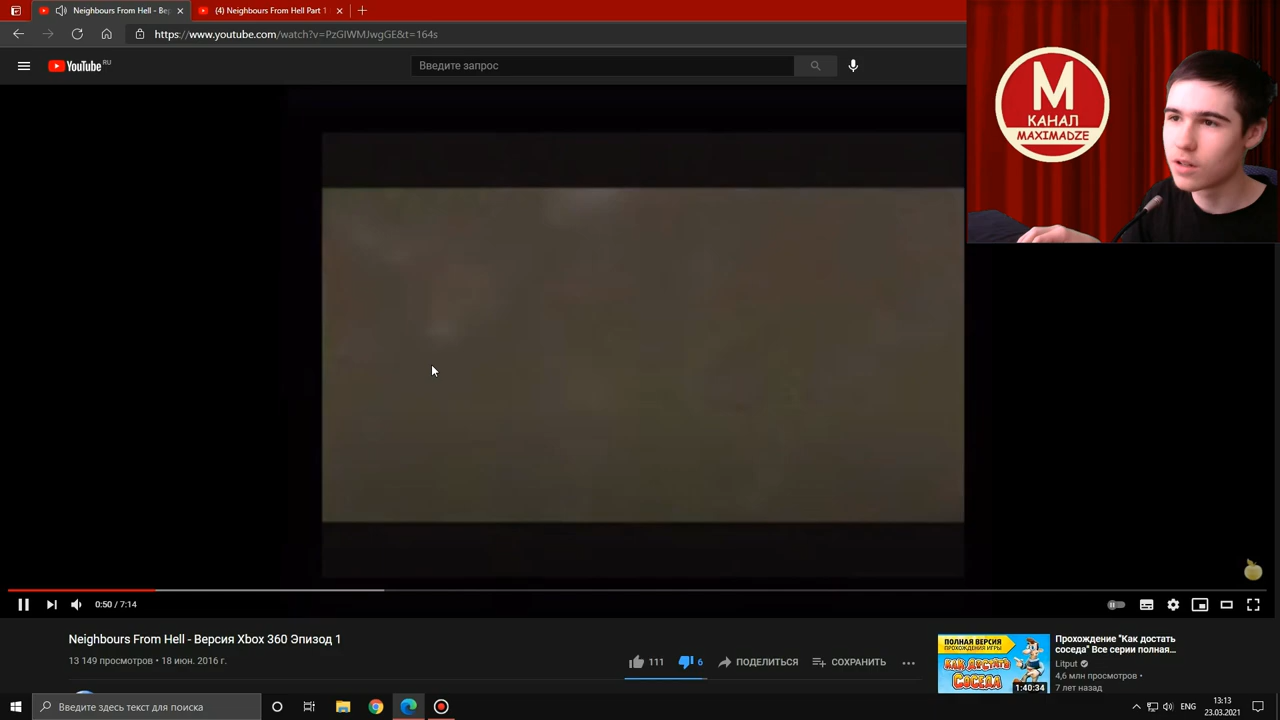 Neighbours From Hell - Вер
(4) Neighbours From Hell Part 1
https://www.youtube.com/watch?v=PzGIWMJwgGE&t=164s
YouTube RU
Введите запрос
М
КАНАЛ
MAXIMADZE
0:50 / 7:14
Neighbours From Hell - Версия Xbox 360 Эпизод 1
13 149 просмотров • 18 июн. 2016 г.
111
6
ПОДЕЛИТЬСЯ
СОХРАНИТЬ
ПОЛНАЯ ВЕРСИЯ
ПРОХОЖДЕНИЯ ИГРЫ
КАК ДОСТАТЬ
СОСЕДА
1:40:34
Прохождение "Как достать
соседа" Все серии полная...
Litput
4,6 млн просмотров •
7 лет назад
Введите здесь текст для поиска
ENG
13:13
23.03.2021